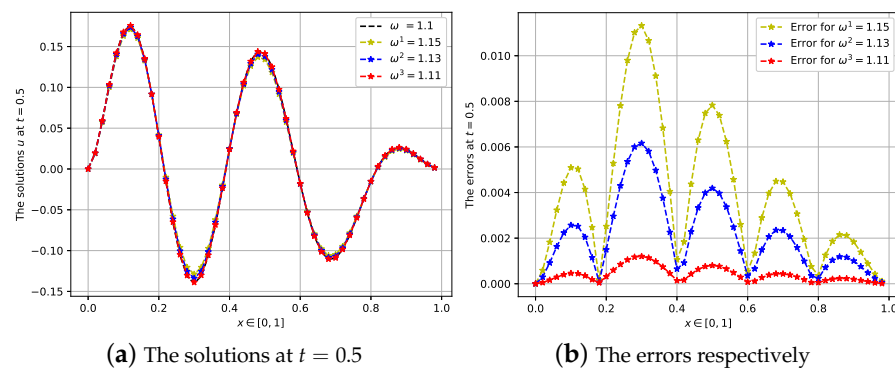 ω = 1.1
ω¹ = 1.15
ω² = 1.13
ω³ = 1.11
0.15
0.10
0.05
0.00
−0.05
−0.10
−0.15
The solutions u at t = 0.5
0.0 0.2 0.4 0.6 0.8 1.0
x ∈ [0, 1]
(a) The solutions at t = 0.5
Error for ω¹ = 1.15
Error for ω² = 1.13
Error for ω³ = 1.11
0.010
0.008
0.006
0.004
0.002
0.000
The errors at t = 0.5
0.0 0.2 0.4 0.6 0.8 1.0
x ∈ [0, 1]
(b) The errors respectively